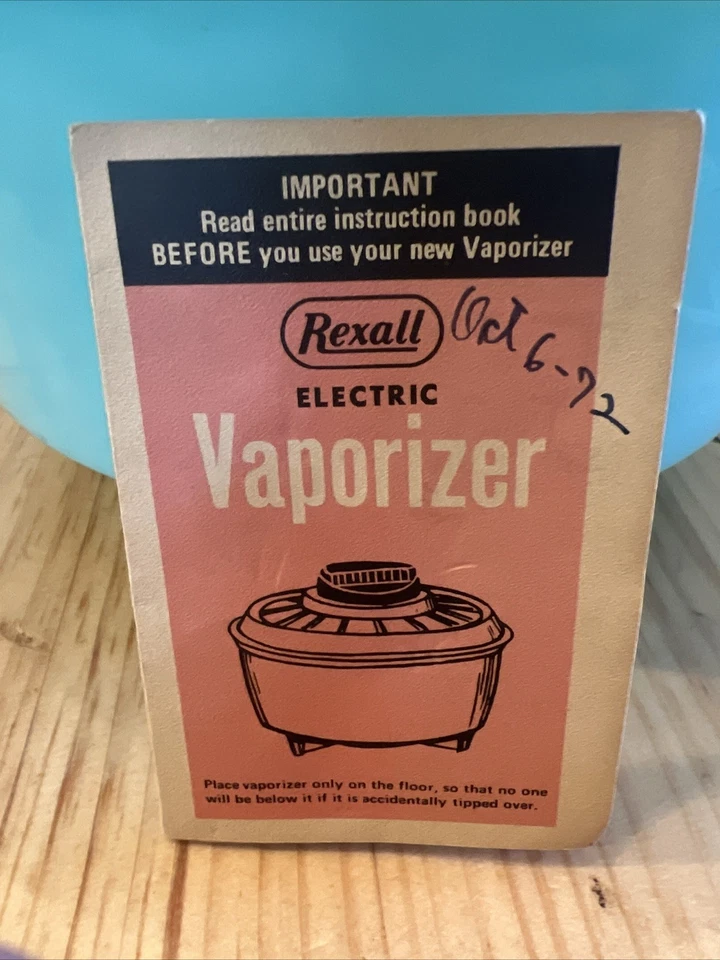 IMPORTANT
Read entire instruction book
BEFORE you use your new Vaporizer
Rexall
Oct 6-72
ELECTRIC
Vaporizer
Place vaporizer only on the floor, so that no one
will be below it if it is accidentally tipped over.